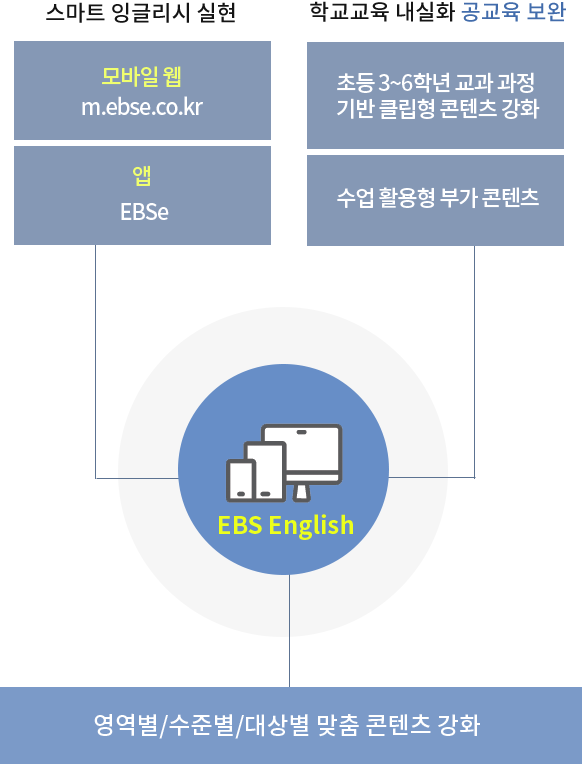 스마트 잉글리시 실현
모바일 웹
m.ebse.co.kr
앱
EBSe
학교교육 내실화 공교육 보완
초등 3~6학년 교과 과정
기반 클립형 콘텐츠 강화
수업 활용형 부가 콘텐츠
EBS English
영역별/수준별/대상별 맞춤 콘텐츠 강화